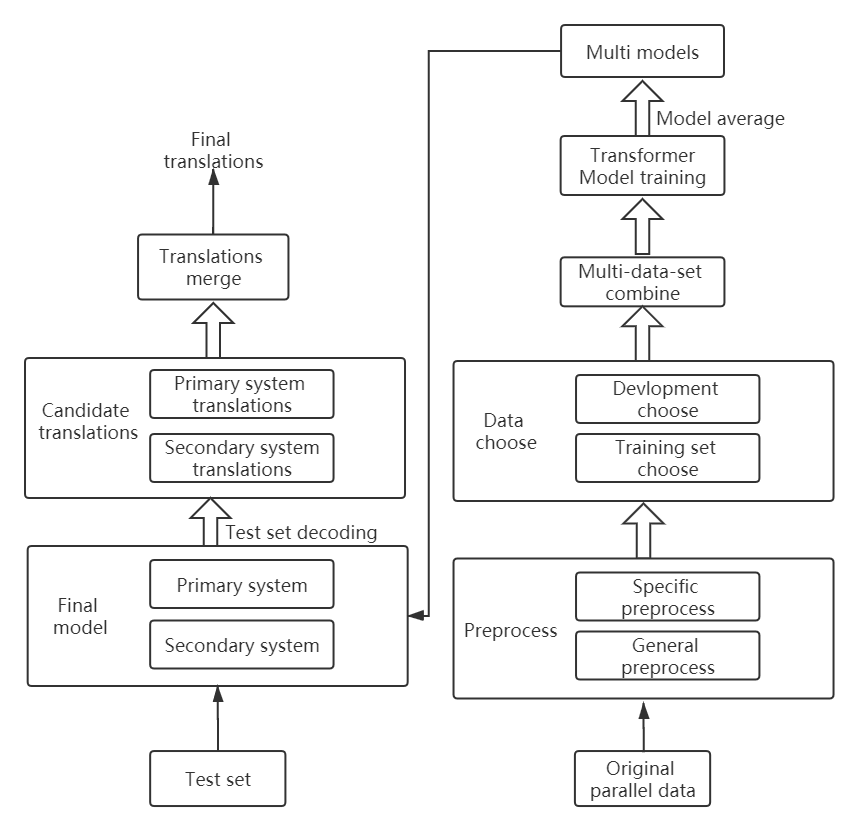 Multi models
Model average
Transformer
Model training
Multi-data-set
combine
Data
choose
Devlopment
choose
Training set
choose
Preprocess
Specific
preprocess
General
preprocess
Original
parallel data
Final
translations
Translations
merge
Candidate
translations
Primary system
translations
Secondary system
translations
Test set decoding
Final
model
Primary system
Secondary system
Test set